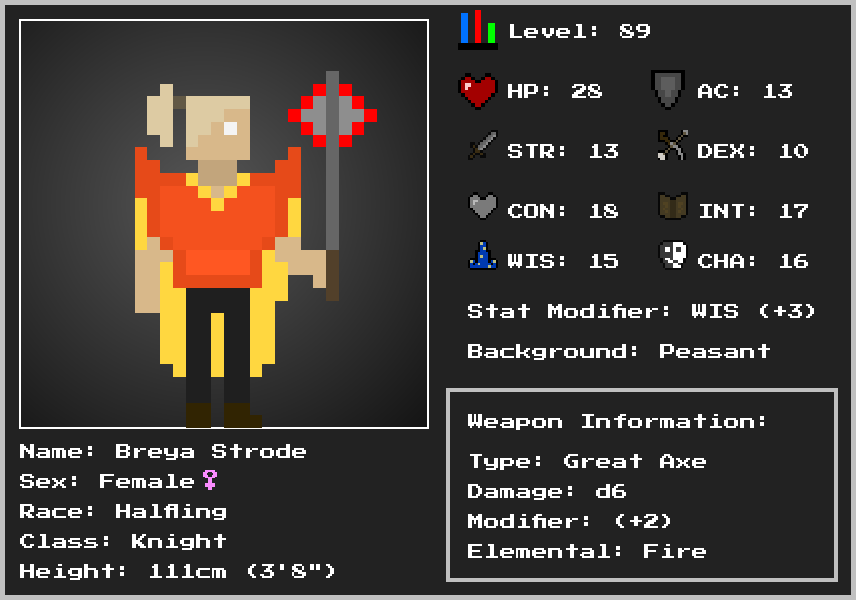 Level: 89
HP: 28 AC: 13
STR: 13 DEX: 10
CON: 18 INT: 17
WIS: 15 CHA: 16
Stat Modifier: WIS (+3)
Background: Peasant
Weapon Information:
Type: Great Axe
Damage: d6
Modifier: (+2)
Elemental: Fire
Name: Breya Strode
Sex: Female♀
Race: Halfling
Class: Knight
Height: 111cm (3'8")